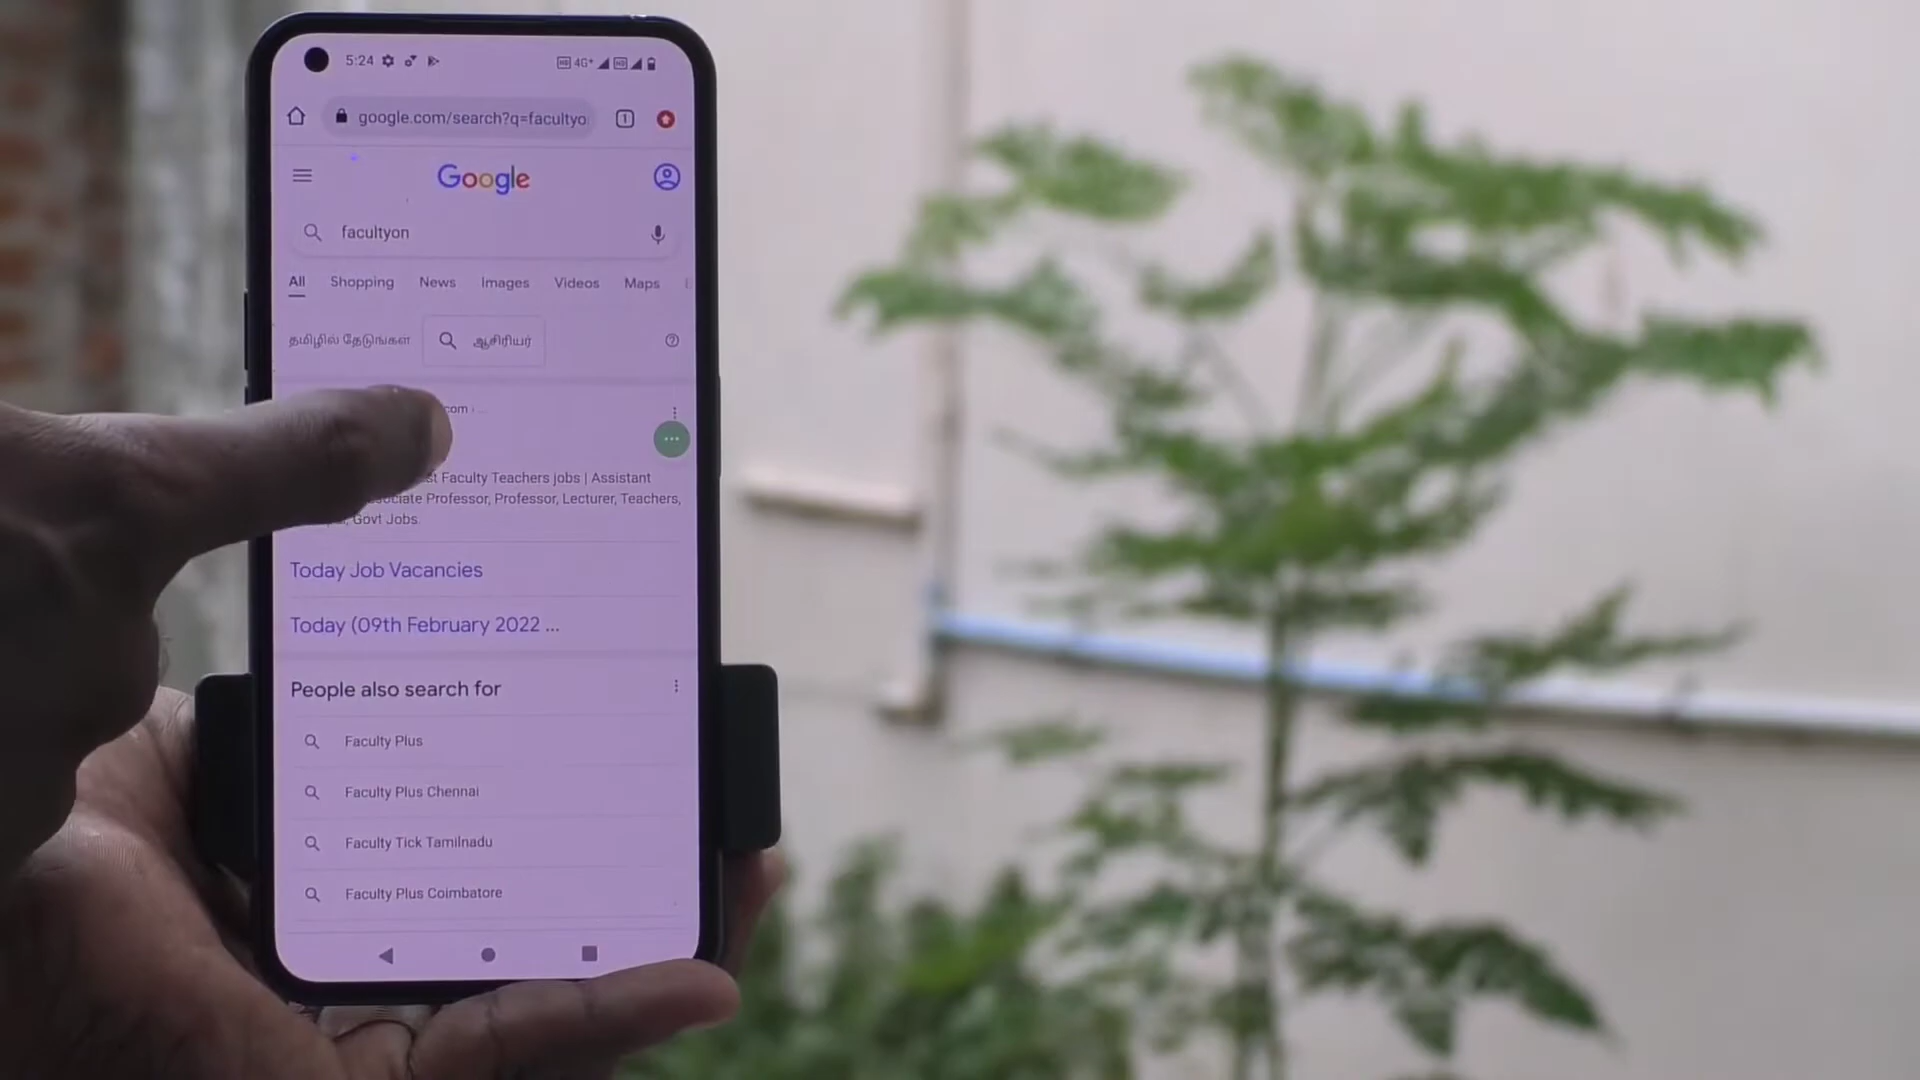 5:24 4G+
google.com/search?q=facultyo
1
Google
facultyon
All Shopping News Images Videos Maps
தமிழில் தேடுங்கள் ஆசிரியர்
com › ...
Faculty Teachers jobs | Assistant
Professor, Professor, Lecturer, Teachers,
Govt Jobs.
Today Job Vacancies
Today (09th February 2022 ...
People also search for
Faculty Plus
Faculty Plus Chennai
Faculty Tick Tamilnadu
Faculty Plus Coimbatore